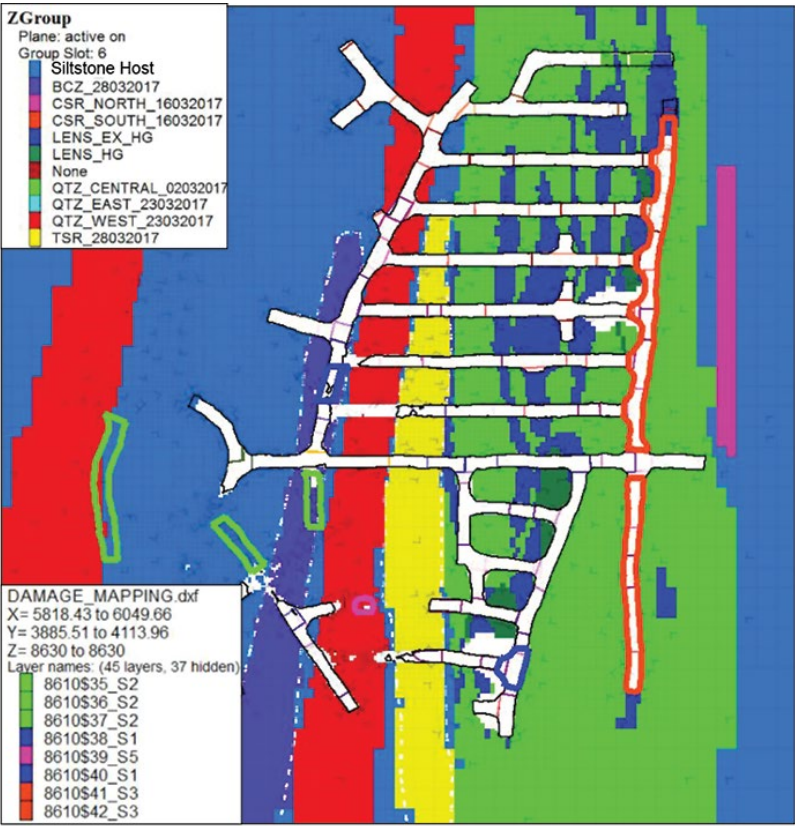 ZGroup
Plane: active on
Group Slot: 6
Siltstone Host
BCZ_28032017
CSR_NORTH_16032017
CSR_SOUTH_16032017
LENS_EX_HG
LENS_HG
None
QTZ_CENTRAL_02032017
QTZ_EAST_23032017
QTZ_WEST_23032017
TSR_28032017
DAMAGE_MAPPING.dxf
X= 5818.43 to 6049.66
Y= 3885.51 to 4113.96
Z= 8630 to 8630
Layer names: (45 layers, 37 hidden)
8610$35_S2
8610$36_S2
8610$37_S2
8610$38_S1
8610$39_S5
8610$40_S1
8610$41_S3
8610$42_S3